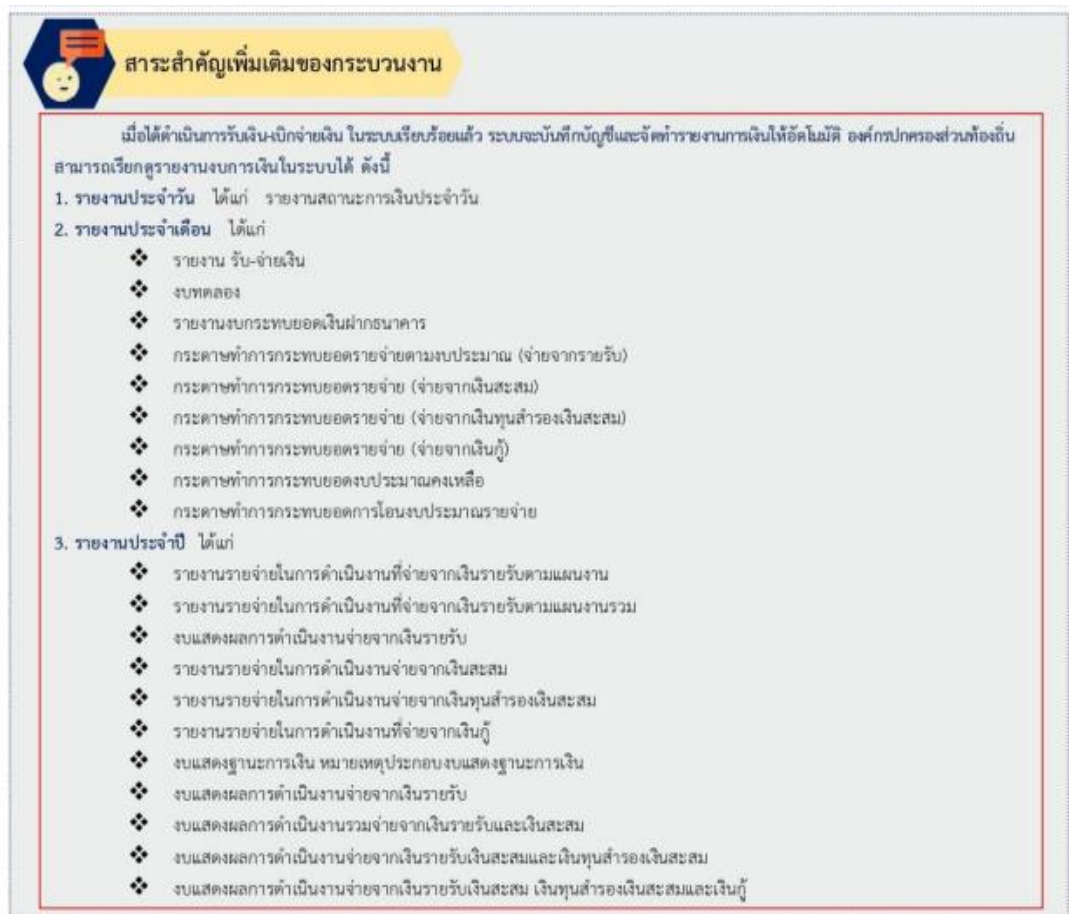 สาระสำคัญเพิ่มเติมของกระบวนงาน
เมื่อได้ดำเนินการรับเงิน-เบิกจ่ายเงิน ในระบบเรียบร้อยแล้ว ระบบจะบันทึกบัญชีและจัดทำรายงานการเงินให้อัตโนมัติ องค์กรปกครองส่วนท้องถิ่น
สามารถเรียกดูรายงานงบการเงินในระบบได้ ดังนี้
1. รายงานประจำวัน ได้แก่ รายงานสถานะการเงินประจำวัน
2. รายงานประจำเดือน ได้แก่
❖ รายงาน รับ-จ่ายเงิน
❖ งบทดลอง
❖ รายงานงบกระทบยอดเงินฝากธนาคาร
❖ กระดาษทำการกระทบยอดรายจ่ายตามงบประมาณ (จ่ายจากรายรับ)
❖ กระดาษทำการกระทบยอดรายจ่าย (จ่ายจากเงินสะสม)
❖ กระดาษทำการกระทบยอดรายจ่าย (จ่ายจากเงินทุนสำรองเงินสะสม)
❖ กระดาษทำการกระทบยอดรายจ่าย (จ่ายจากเงินกู้)
❖ กระดาษทำการกระทบยอดงบประมาณคงเหลือ
❖ กระดาษทำการกระทบยอดการโอนงบประมาณรายจ่าย
3. รายงานประจำปี ได้แก่
❖ รายงานรายจ่ายในการดำเนินงานที่จ่ายจากเงินรายรับตามแผนงาน
❖ รายงานรายจ่ายในการดำเนินงานที่จ่ายจากเงินรายรับตามแผนงานรวม
❖ งบแสดงผลการดำเนินงานจ่ายจากเงินรายรับ
❖ รายงานรายจ่ายในการดำเนินงานจ่ายจากเงินสะสม
❖ รายงานรายจ่ายในการดำเนินงานจ่ายจากเงินทุนสำรองเงินสะสม
❖ รายงานรายจ่ายในการดำเนินงานที่จ่ายจากเงินกู้
❖ งบแสดงฐานะการเงิน หมายเหตุประกอบงบแสดงฐานะการเงิน
❖ งบแสดงผลการดำเนินงานจ่ายจากเงินรายรับ
❖ งบแสดงผลการดำเนินงานรวมจ่ายจากเงินรายรับและเงินสะสม
❖ งบแสดงผลการดำเนินงานจ่ายจากเงินรายรับเงินสะสมและเงินทุนสำรองเงินสะสม
❖ งบแสดงผลการดำเนินงานจ่ายจากเงินรายรับเงินสะสม เงินทุนสำรองเงินสะสมและเงินกู้